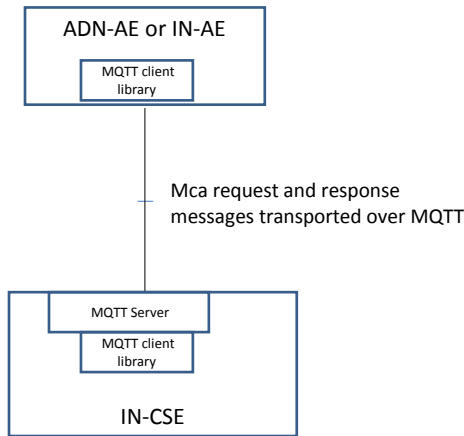 ADN-AE or IN-AE
MQTT client
library
Mca request and response
messages transported over MQTT
MQTT Server
MQTT client
library
IN-CSE